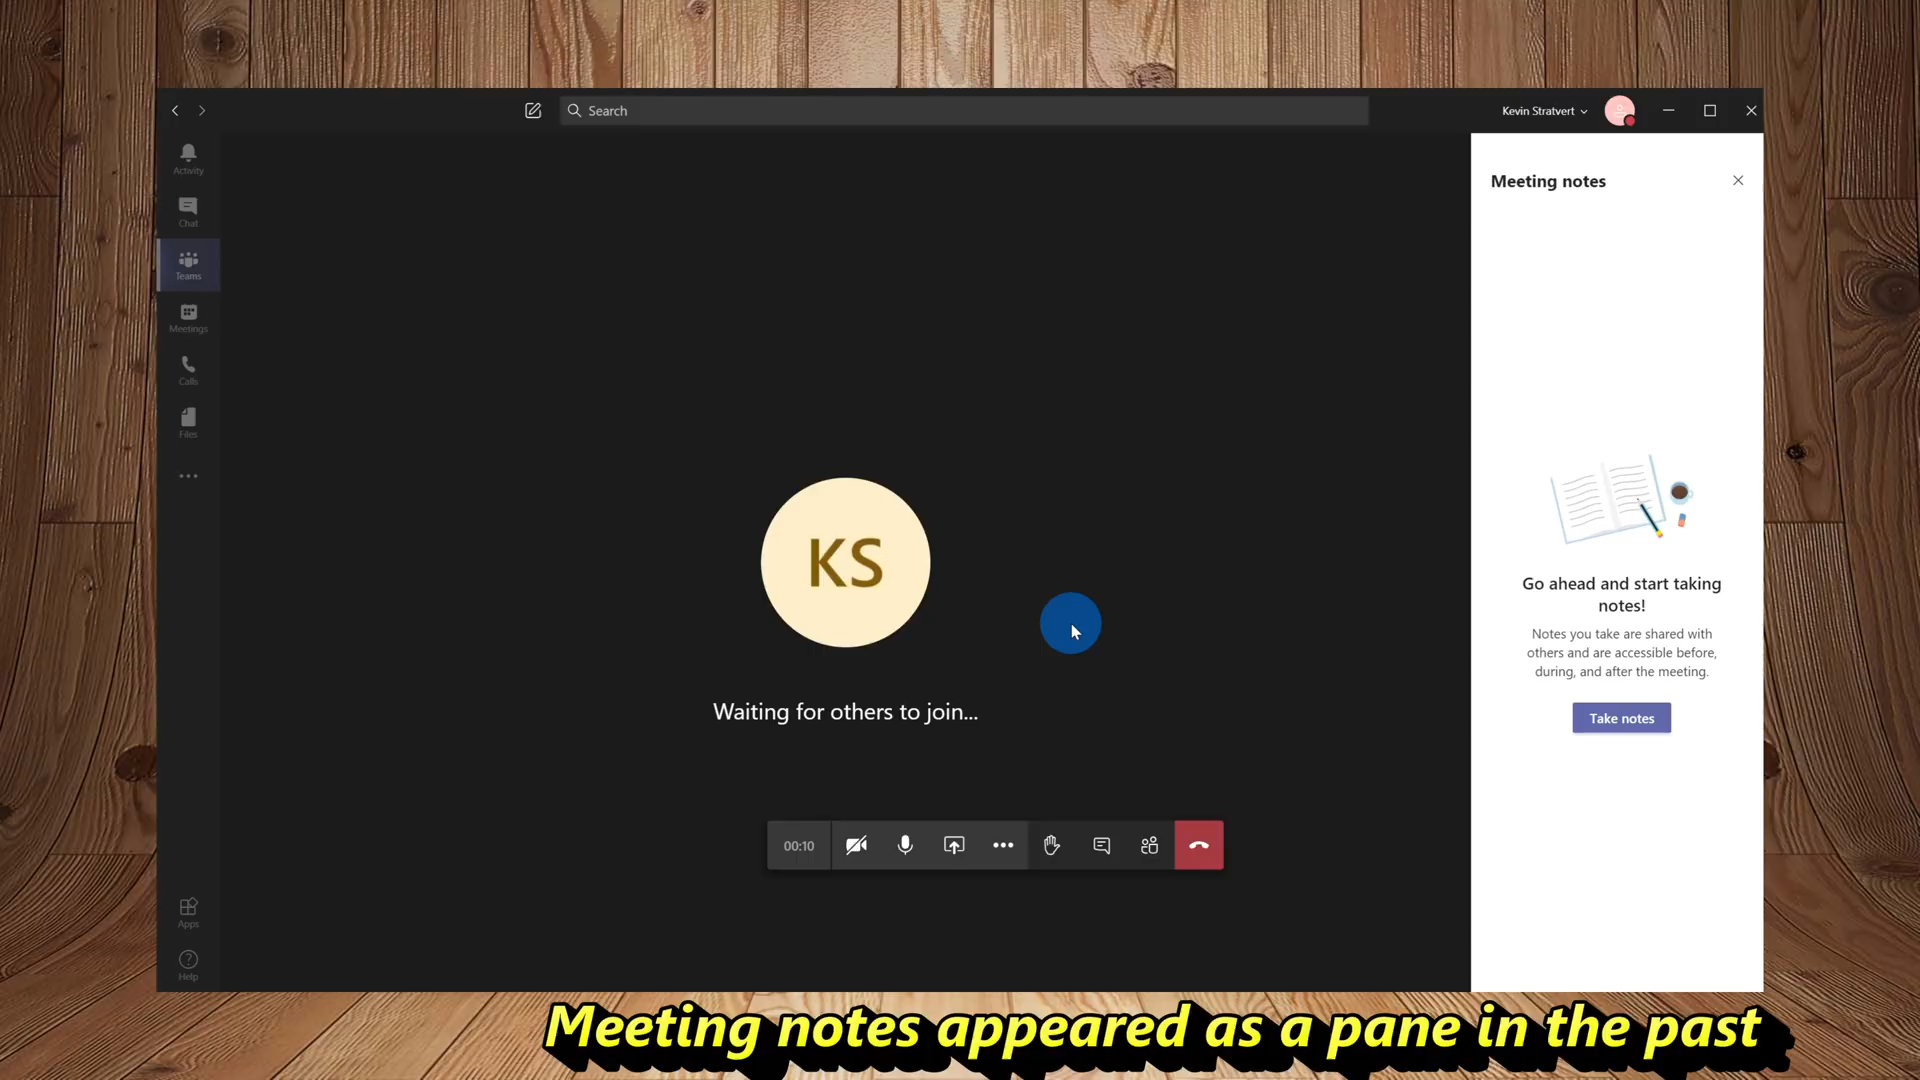 Search
Kevin Stratvert
Activity
Chat
Teams
Meetings
Calls
Files
Apps
Help
KS
Waiting for others to join...
00:10
Meeting notes
Go ahead and start taking
notes!
Notes you take are shared with
others and are accessible before,
during, and after the meeting.
Take notes
Meeting notes appeared as a pane in the past